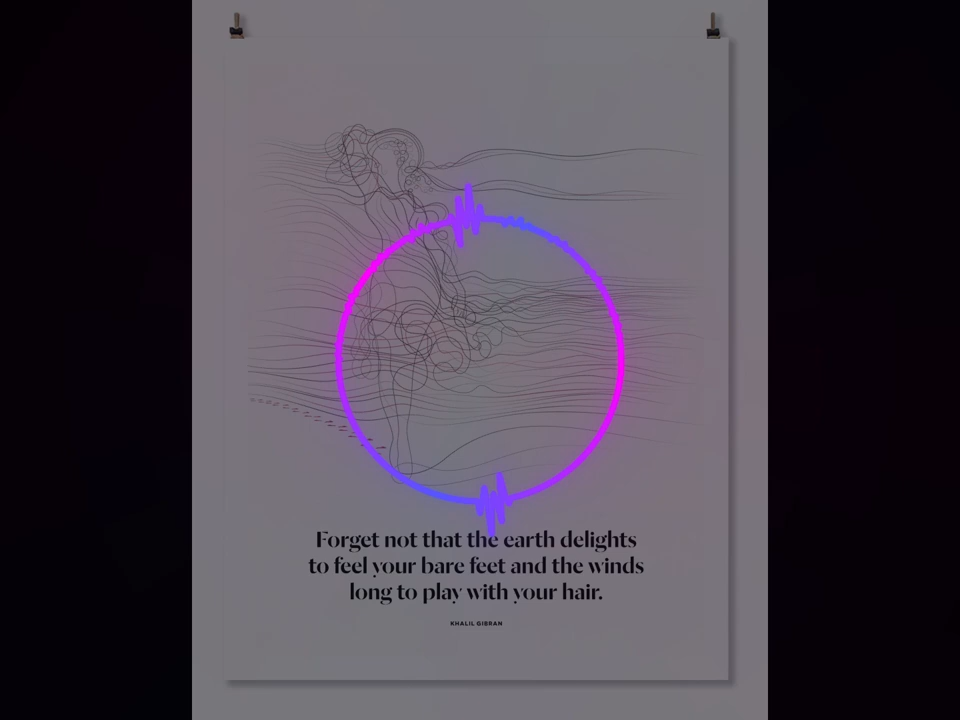 Forget not that the earth delights
to feel your bare feet and the winds
long to play with your hair.
KHALIL GIBRAN